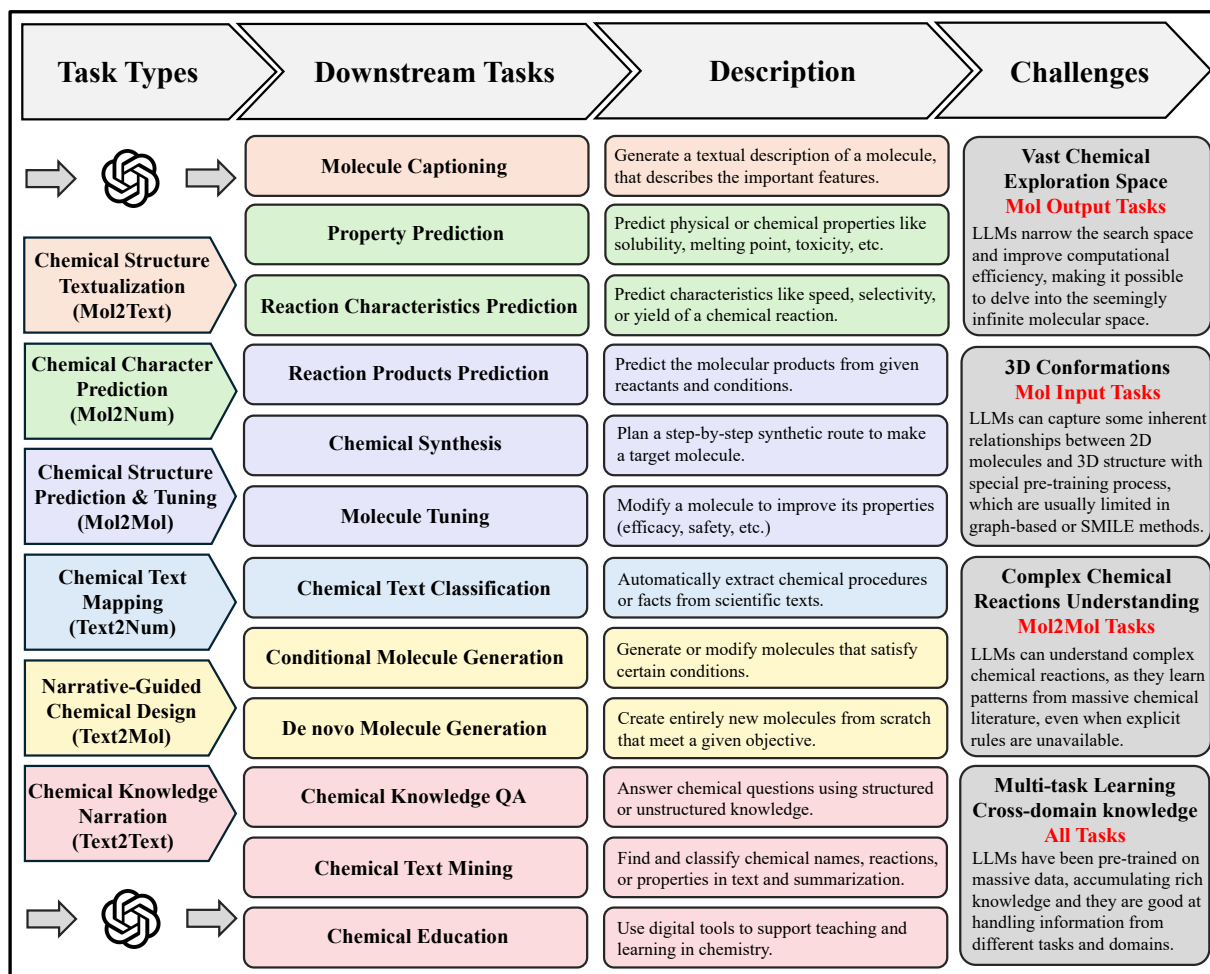 Task Types
Downstream Tasks
Description
Challenges
Chemical Structure
Textualization
(Mol2Text)
Chemical Character
Prediction
(Mol2Num)
Chemical Structure
Prediction & Tuning
(Mol2Mol)
Chemical Text
Mapping
(Text2Num)
Narrative-Guided
Chemical Design
(Text2Mol)
Chemical Knowledge
Narration
(Text2Text)
Molecule Captioning
Generate a textual description of a molecule,
that describes the important features.
Property Prediction
Predict physical or chemical properties like
solubility, melting point, toxicity, etc.
Reaction Characteristics Prediction
Predict characteristics like speed, selectivity,
or yield of a chemical reaction.
Reaction Products Prediction
Predict the molecular products from given
reactants and conditions.
Chemical Synthesis
Plan a step-by-step synthetic route to make
a target molecule.
Molecule Tuning
Modify a molecule to improve its properties
(efficacy, safety, etc.)
Chemical Text Classification
Automatically extract chemical procedures
or facts from scientific texts.
Conditional Molecule Generation
Generate or modify molecules that satisfy
certain conditions.
De novo Molecule Generation
Create entirely new molecules from scratch
that meet a given objective.
Chemical Knowledge QA
Answer chemical questions using structured
or unstructured knowledge.
Chemical Text Mining
Find and classify chemical names, reactions,
or properties in text and summarization.
Chemical Education
Use digital tools to support teaching and
learning in chemistry.
Vast Chemical
Exploration Space
Mol Output Tasks
LLMs narrow the search space
and improve computational
efficiency, making it possible
to delve into the seemingly
infinite molecular space.
3D Conformations
Mol Input Tasks
LLMs can capture some inherent
relationships between 2D
molecules and 3D structure with
special pre-training process,
which are usually limited in
graph-based or SMILE methods.
Complex Chemical
Reactions Understanding
Mol2Mol Tasks
LLMs can understand complex
chemical reactions, as they learn
patterns from massive chemical
literature, even when explicit
rules are unavailable.
Multi-task Learning
Cross-domain knowledge
All Tasks
LLMs have been pre-trained on
massive data, accumulating rich
knowledge and they are good at
handling information from
different tasks and domains.